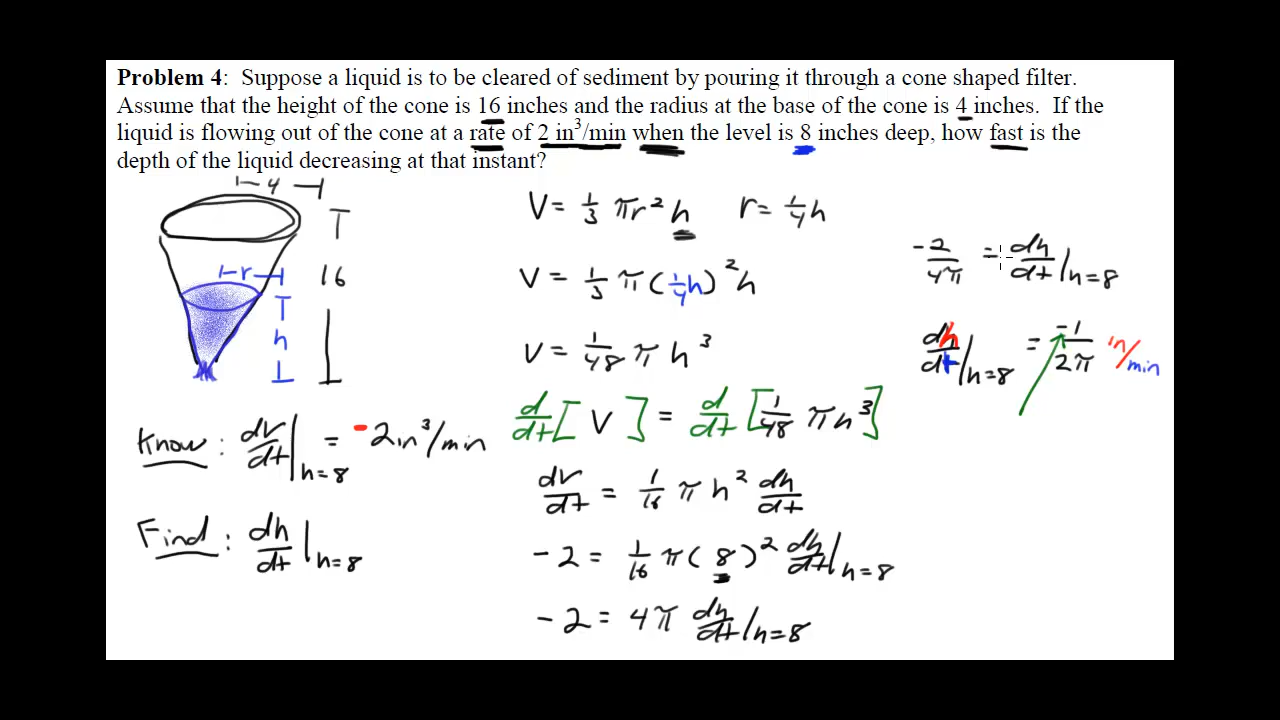 Problem 4: Suppose a liquid is to be cleared of sediment by pouring it through a cone shaped filter.
Assume that the height of the cone is 16 inches and the radius at the base of the cone is 4 inches. If the
liquid is flowing out of the cone at a rate of 2 in³/min when the level is 8 inches deep, how fast is the
depth of the liquid decreasing at that instant?
4
16
r
h
Know: dV/dt|h=8 = -2in³/min
Find: dh/dt|h=8
V = 1/3 πr²h r = 1/4h
V = 1/3 π(1/4h)²h
V = 1/48 π h³
d/dt[V] = d/dt[1/48 πh³]
dV/dt = 1/16 π h² dh/dt
-2 = 1/16 π(8)² dh/dt|h=8
-2 = 4π dh/dt|h=8
-2/4π = dh/dt|h=8
dh/dt|h=8 = -1/2π in/min